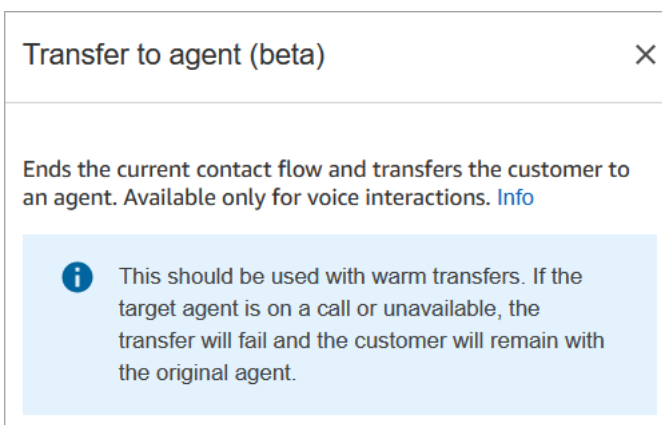 Transfer to agent (beta)
Ends the current contact flow and transfers the customer to
an agent. Available only for voice interactions. Info
This should be used with warm transfers. If the
target agent is on a call or unavailable, the
transfer will fail and the customer will remain with
the original agent.